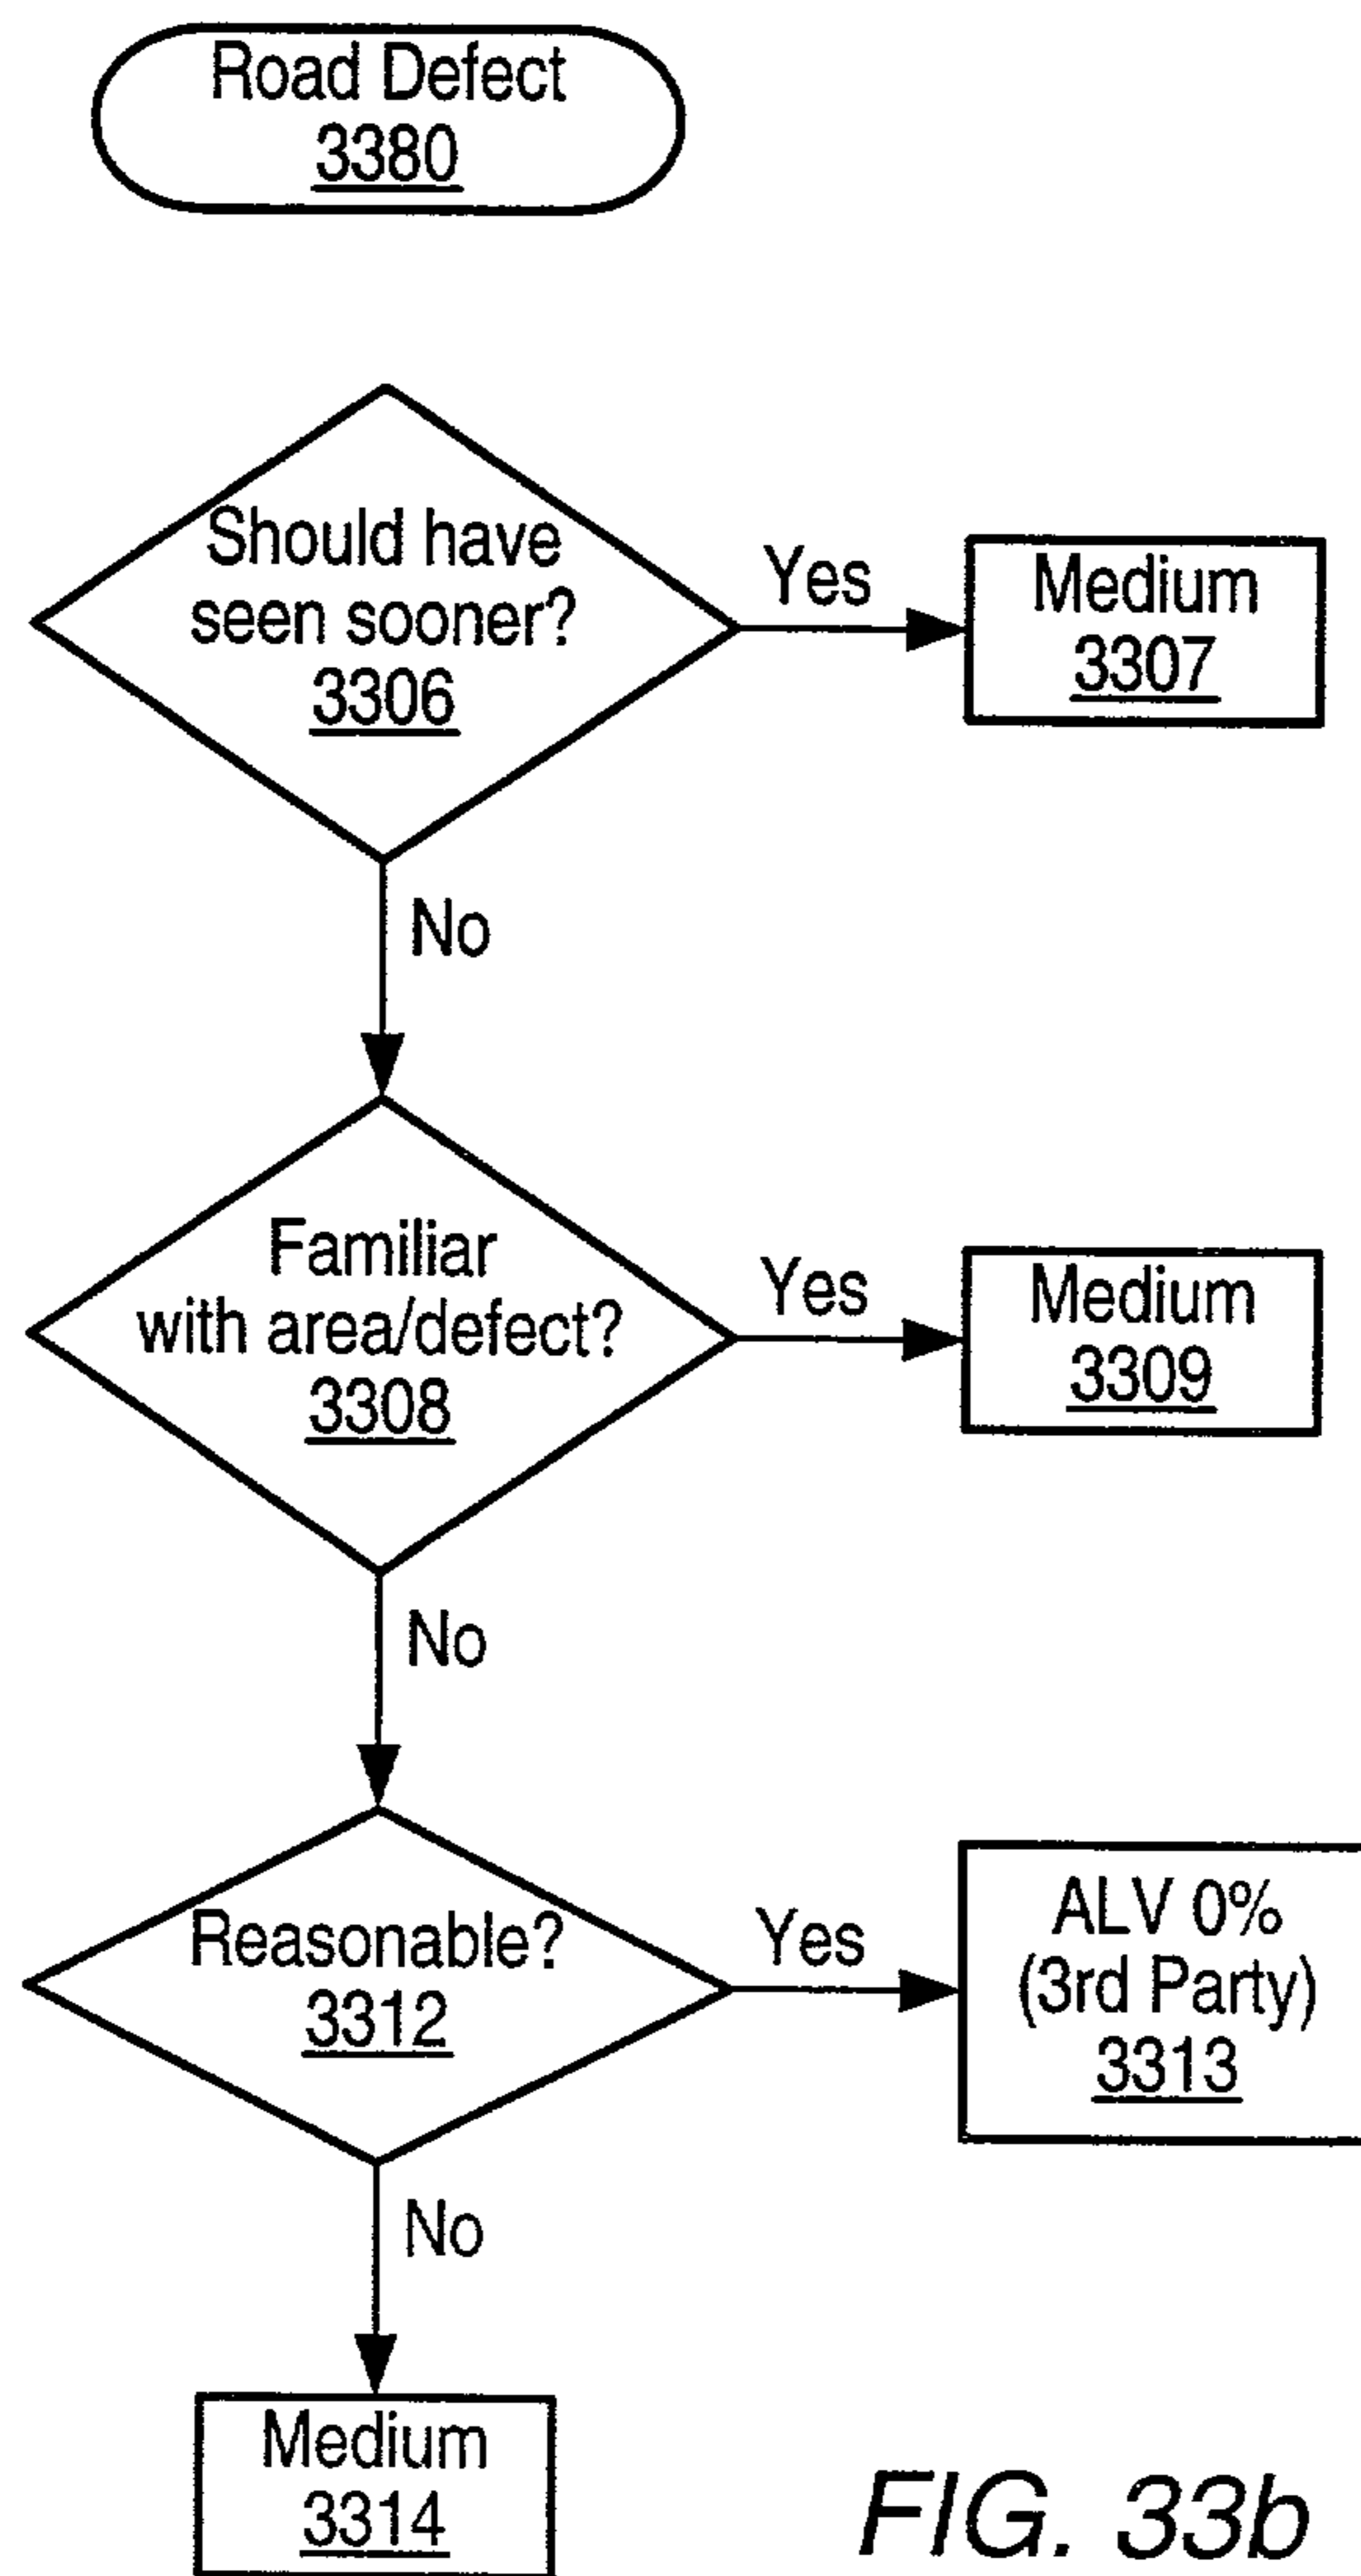 Road Defect
3380
Should have
seen sooner?
3306
Yes
Medium
3307
No
Familiar
with area/defect?
3308
Yes
Medium
3309
No
Reasonable?
3312
Yes
ALV 0%
(3rd Party)
3313
No
Medium
3314
FIG. 33b